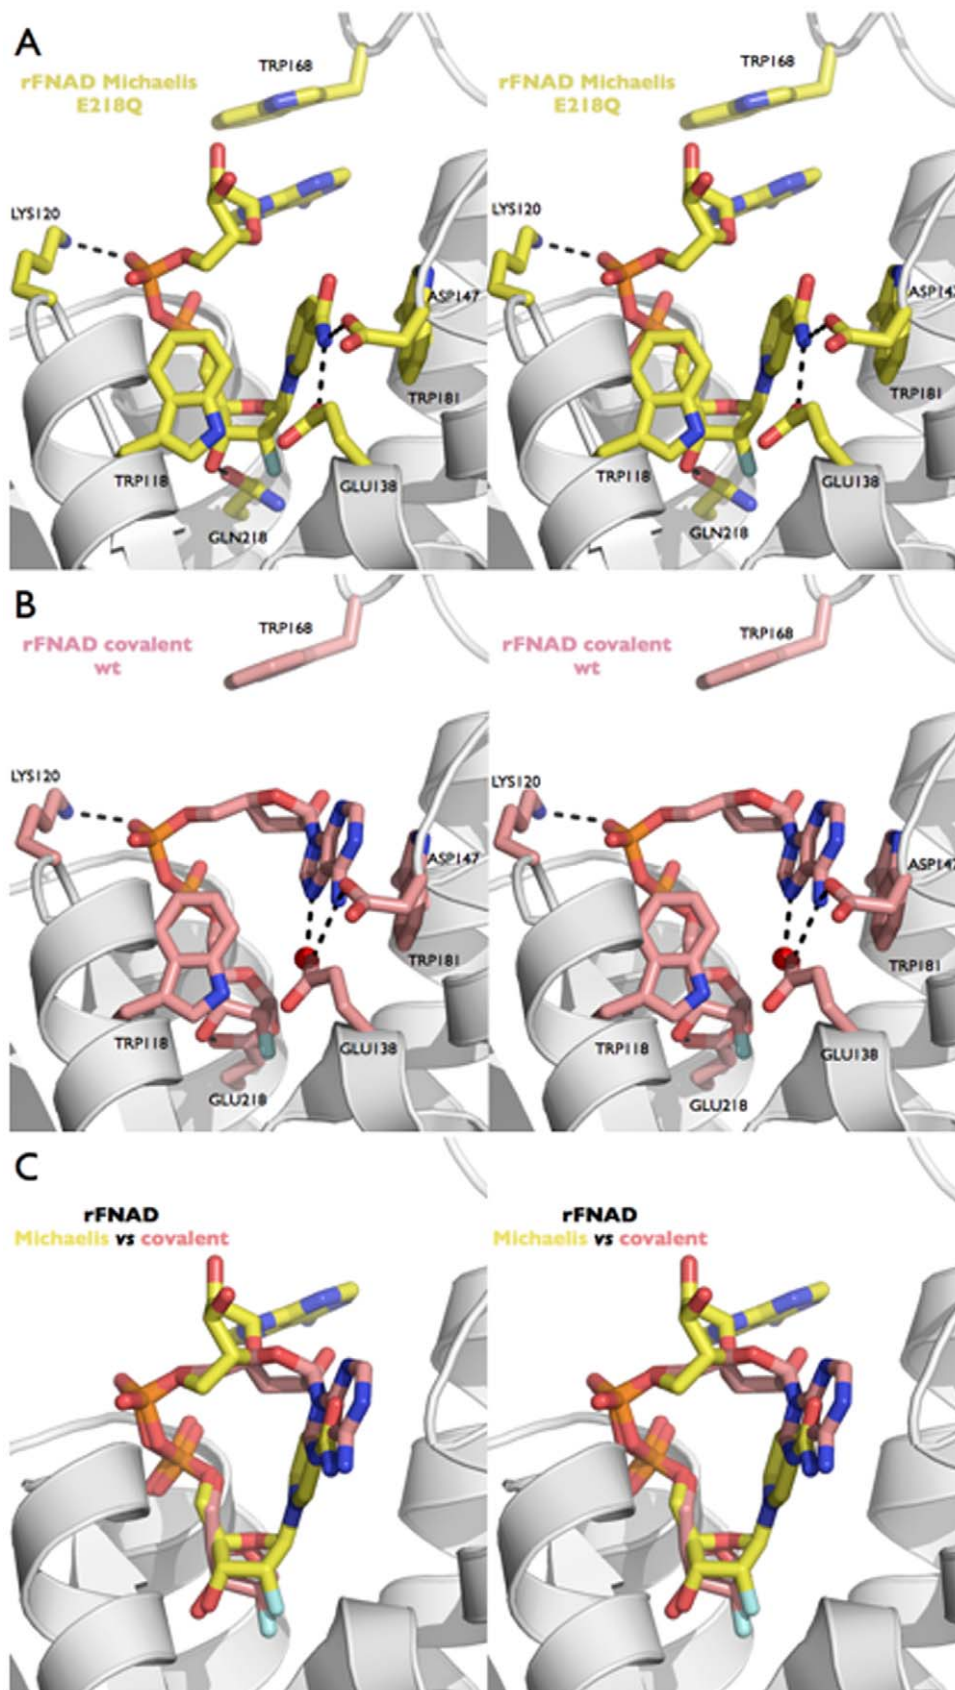 A
rFNAD Michaelis
E218Q
TRP168
LYS120
ASP147
TRP181
TRP118
GLU138
GLN218
rFNAD Michaelis
E218Q
TRP168
LYS120
ASP147
TRP181
TRP118
GLU138
GLN218
B
rFNAD covalent
wt
TRP168
LYS120
ASP147
TRP181
TRP118
GLU138
GLU218
rFNAD covalent
wt
TRP168
LYS120
ASP147
TRP181
TRP118
GLU138
GLU218
C
rFNAD
Michaelis vs covalent
rFNAD
Michaelis vs covalent